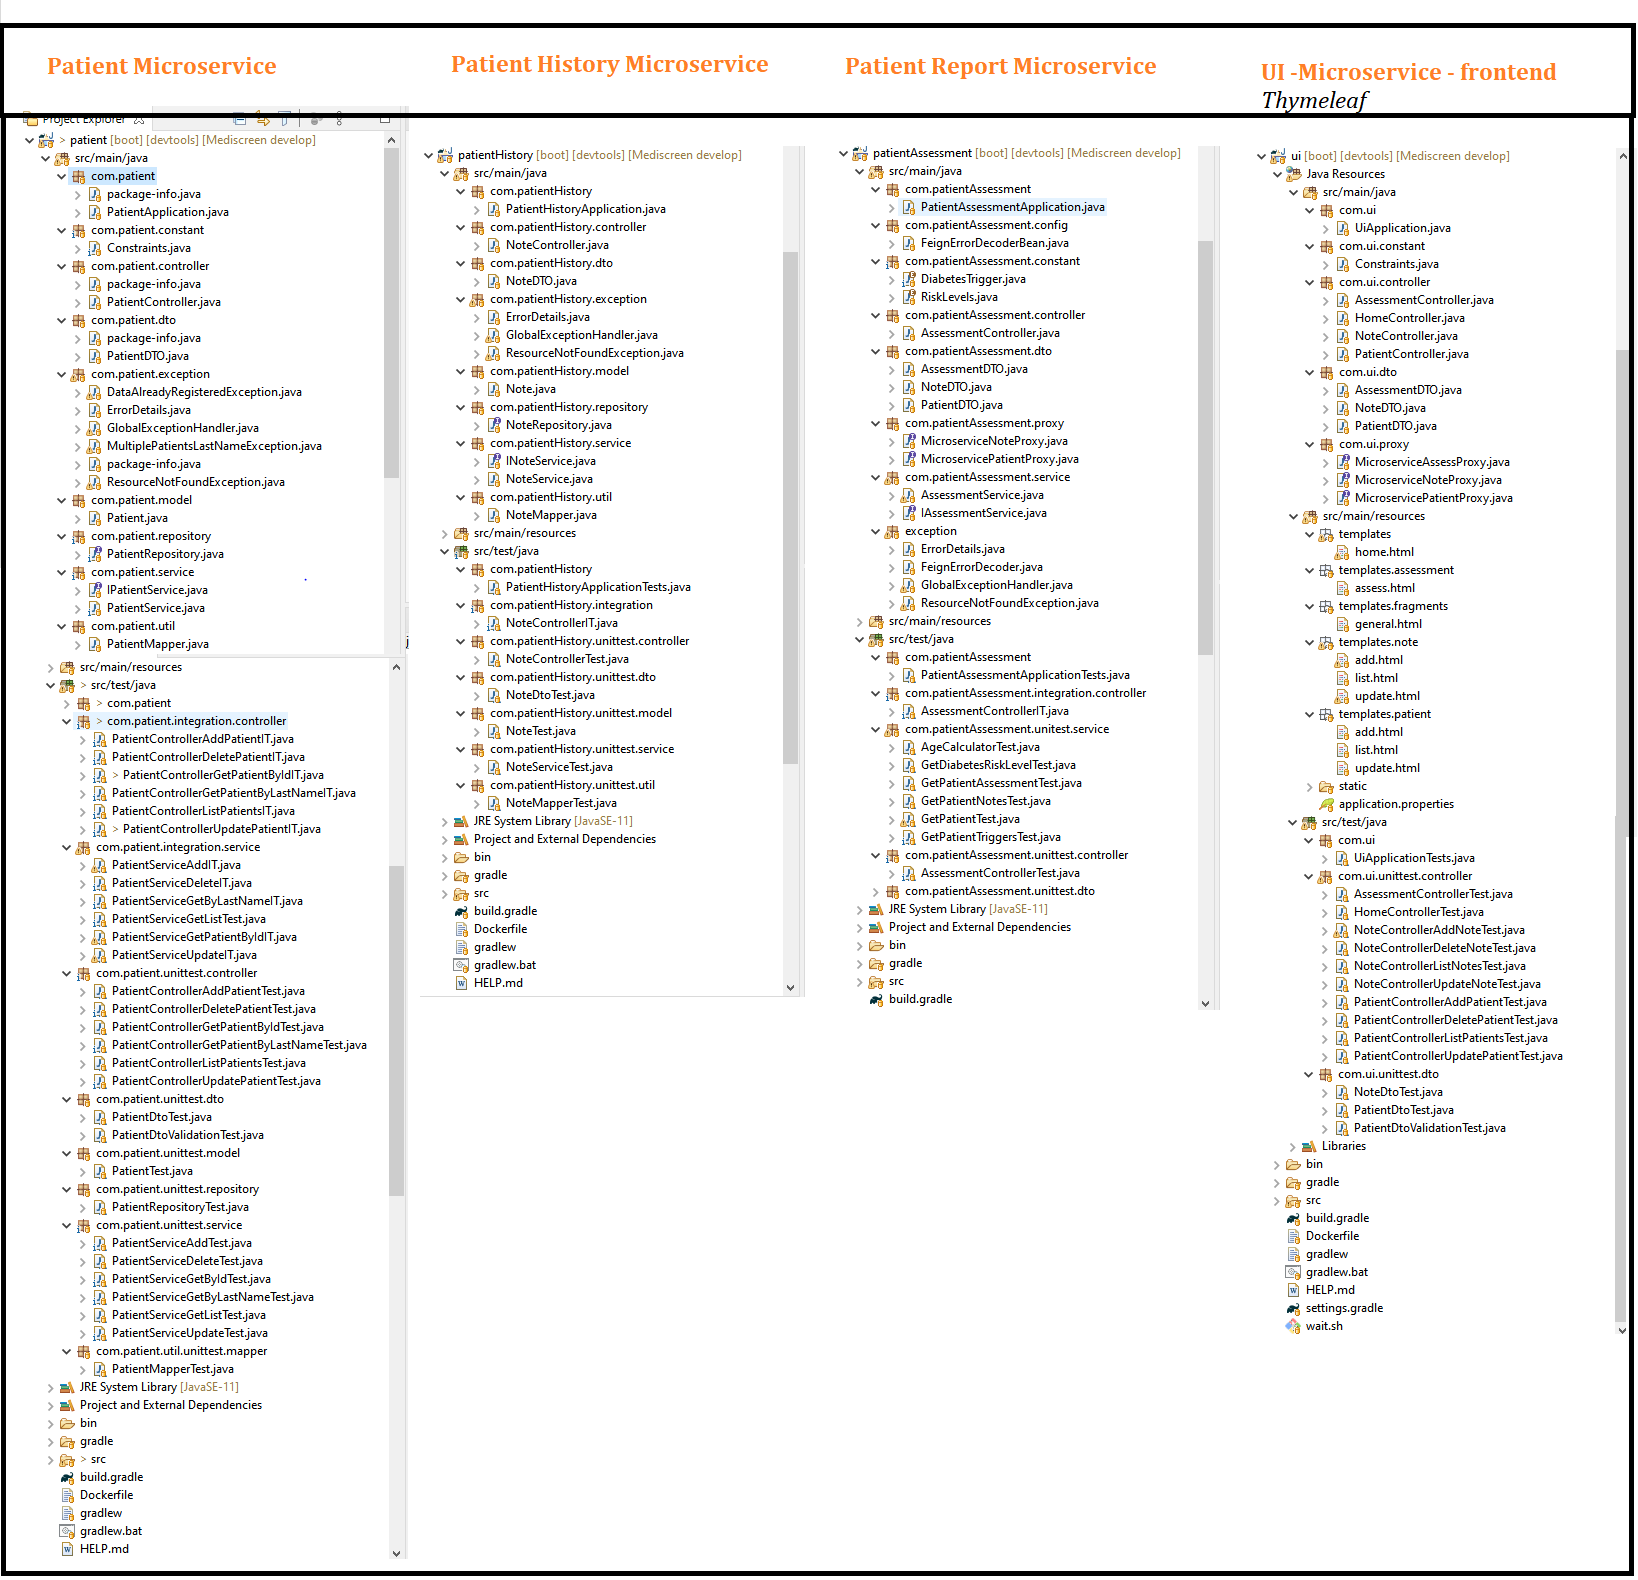 Patient Microservice
Patient History Microservice
Patient Report Microservice
UI -Microservice - frontend
Thymeleaf
Project Explorer
> patient [boot] [devtools] [Mediscreen develop]
src/main/java
com.patient
package-info.java
PatientApplication.java
com.patient.constant
Constraints.java
com.patient.controller
package-info.java
PatientController.java
com.patient.dto
package-info.java
PatientDTO.java
com.patient.exception
DataAlreadyRegisteredException.java
ErrorDetails.java
GlobalExceptionHandler.java
MultiplePatientsLastNameException.java
package-info.java
ResourceNotFoundException.java
com.patient.model
Patient.java
com.patient.repository
PatientRepository.java
com.patient.service
IPatientService.java
PatientService.java
com.patient.util
PatientMapper.java
src/main/resources
> src/test/java
> com.patient
> com.patient.integration.controller
PatientControllerAddPatientIT.java
PatientControllerDeletePatientIT.java
> PatientControllerGetPatientByIdIT.java
PatientControllerGetPatientByLastNameIT.java
PatientControllerListPatientsIT.java
> PatientControllerUpdatePatientIT.java
com.patient.integration.service
PatientServiceAddIT.java
PatientServiceDeleteIT.java
PatientServiceGetByLastNameIT.java
PatientServiceGetListTest.java
PatientServiceGetPatientByIdIT.java
PatientServiceUpdateIT.java
com.patient.unittest.controller
PatientControllerAddPatientTest.java
PatientControllerDeletePatientTest.java
PatientControllerGetPatientByIdTest.java
PatientControllerGetPatientByLastNameTest.java
PatientControllerListPatientsTest.java
PatientControllerUpdatePatientTest.java
com.patient.unittest.dto
PatientDtoTest.java
PatientDtoValidationTest.java
com.patient.unittest.model
PatientTest.java
com.patient.unittest.repository
PatientRepositoryTest.java
com.patient.unittest.service
PatientServiceAddTest.java
PatientServiceDeleteTest.java
PatientServiceGetByIdTest.java
PatientServiceGetByLastNameTest.java
PatientServiceGetListTest.java
PatientServiceUpdateTest.java
com.patient.util.unittest.mapper
PatientMapperTest.java
JRE System Library [JavaSE-11]
Project and External Dependencies
bin
gradle
> src
build.gradle
Dockerfile
gradlew
gradlew.bat
HELP.md
patientHistory [boot] [devtools] [Mediscreen develop]
src/main/java
com.patientHistory
PatientHistoryApplication.java
com.patientHistory.controller
NoteController.java
com.patientHistory.dto
NoteDTO.java
com.patientHistory.exception
ErrorDetails.java
GlobalExceptionHandler.java
ResourceNotFoundException.java
com.patientHistory.model
Note.java
com.patientHistory.repository
NoteRepository.java
com.patientHistory.service
INoteService.java
NoteService.java
com.patientHistory.util
NoteMapper.java
src/main/resources
src/test/java
com.patientHistory
PatientHistoryApplicationTests.java
com.patientHistory.integration
NoteControllerIT.java
com.patientHistory.unittest.controller
NoteControllerTest.java
com.patientHistory.unittest.dto
NoteDtoTest.java
com.patientHistory.unittest.model
NoteTest.java
com.patientHistory.unittest.service
NoteServiceTest.java
com.patientHistory.unittest.util
NoteMapperTest.java
JRE System Library [JavaSE-11]
Project and External Dependencies
bin
gradle
src
build.gradle
Dockerfile
gradlew
gradlew.bat
HELP.md
patientAssessment [boot] [devtools] [Mediscreen develop]
src/main/java
com.patientAssessment
PatientAssessmentApplication.java
com.patientAssessment.config
FeignErrorDecoderBean.java
com.patientAssessment.constant
DiabetesTrigger.java
RiskLevels.java
com.patientAssessment.controller
AssessmentController.java
com.patientAssessment.dto
AssessmentDTO.java
NoteDTO.java
PatientDTO.java
com.patientAssessment.proxy
MicroserviceNoteProxy.java
MicroservicePatientProxy.java
com.patientAssessment.service
AssessmentService.java
IAssessmentService.java
exception
ErrorDetails.java
FeignErrorDecoder.java
GlobalExceptionHandler.java
ResourceNotFoundException.java
src/main/resources
src/test/java
com.patientAssessment
PatientAssessmentApplicationTests.java
com.patientAssessment.integration.controller
AssessmentControllerIT.java
com.patientAssessment.unitest.service
AgeCalculatorTest.java
GetDiabetesRiskLevelTest.java
GetPatientAssessmentTest.java
GetPatientNotesTest.java
GetPatientTest.java
GetPatientTriggersTest.java
com.patientAssessment.unittest.controller
AssessmentControllerTest.java
com.patientAssessment.unittest.dto
JRE System Library [JavaSE-11]
Project and External Dependencies
bin
gradle
src
build.gradle
ui [boot] [devtools] [Mediscreen develop]
Java Resources
src/main/java
com.ui
UiApplication.java
com.ui.constant
Constraints.java
com.ui.controller
AssessmentController.java
HomeController.java
NoteController.java
PatientController.java
com.ui.dto
AssessmentDTO.java
NoteDTO.java
PatientDTO.java
com.ui.proxy
MicroserviceAssessProxy.java
MicroserviceNoteProxy.java
MicroservicePatientProxy.java
src/main/resources
templates
home.html
templates.assessment
assess.html
templates.fragments
general.html
templates.note
add.html
list.html
update.html
templates.patient
add.html
list.html
update.html
static
application.properties
src/test/java
com.ui
UiApplicationTests.java
com.ui.unittest.controller
AssessmentControllerTest.java
HomeControllerTest.java
NoteControllerAddNoteTest.java
NoteControllerDeleteNoteTest.java
NoteControllerListNotesTest.java
NoteControllerUpdateNoteTest.java
PatientControllerAddPatientTest.java
PatientControllerDeletePatientTest.java
PatientControllerListPatientsTest.java
PatientControllerUpdatePatientTest.java
com.ui.unittest.dto
NoteDtoTest.java
PatientDtoTest.java
PatientDtoValidationTest.java
Libraries
bin
gradle
src
build.gradle
Dockerfile
gradlew
gradlew.bat
HELP.md
settings.gradle
wait.sh